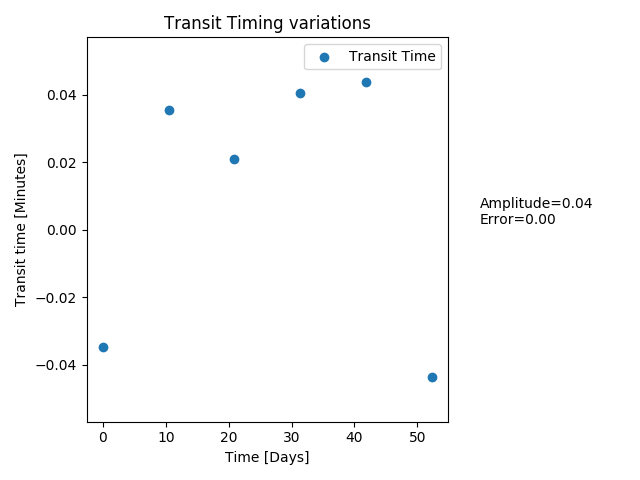 Transit Timing variations
Transit Time
0.04
0.02
0.00
−0.02
−0.04
Transit time [Minutes]
0 10 20 30 40 50
Time [Days]
Amplitude=0.04
Error=0.00